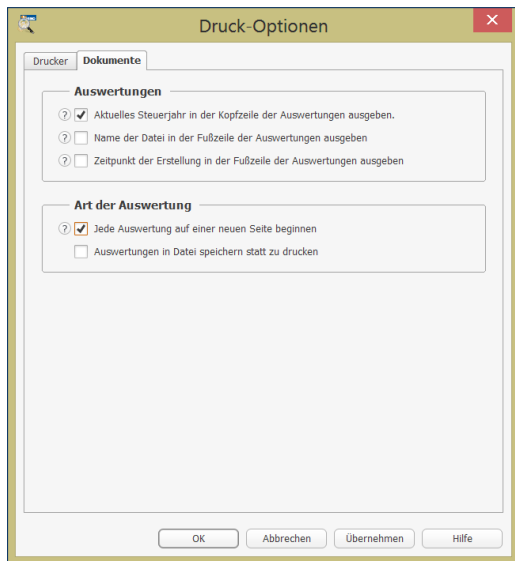 Druck-Optionen
Drucker Dokumente
Auswertungen
? Aktuelles Steuerjahr in der Kopfzeile der Auswertungen ausgeben.
? Name der Datei in der Fußzeile der Auswertungen ausgeben
? Zeitpunkt der Erstellung in der Fußzeile der Auswertungen ausgeben
Art der Auswertung
? Jede Auswertung auf einer neuen Seite beginnen
Auswertungen in Datei speichern statt zu drucken
OK Abbrechen Übernehmen Hilfe